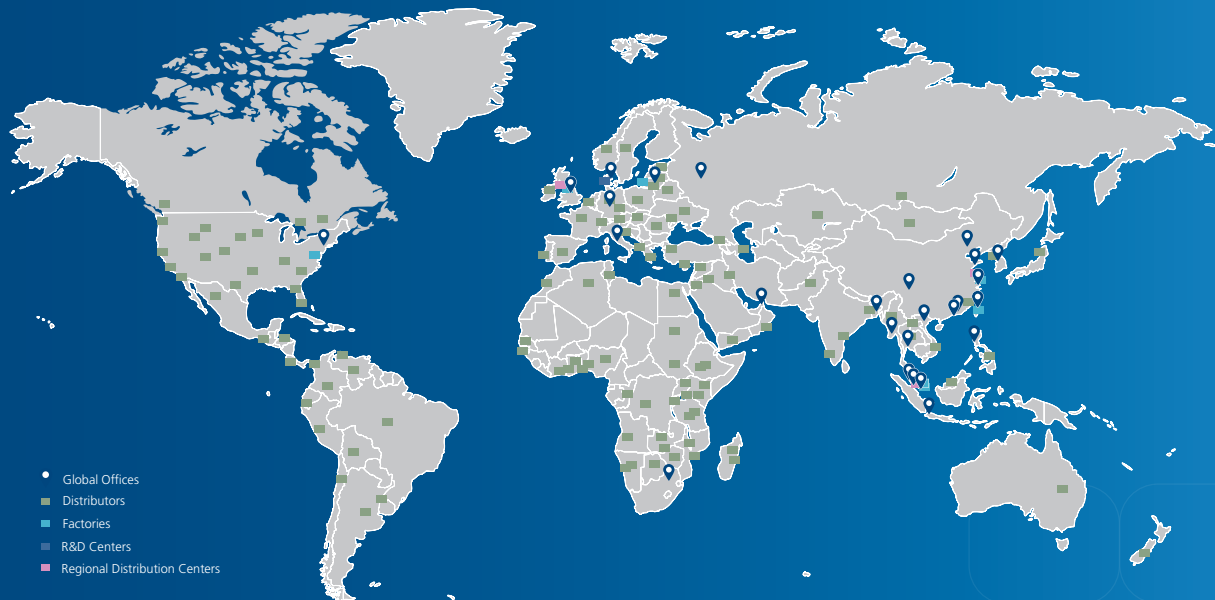 Global Offices
Distributors
Factories
R&D Centers
Regional Distribution Centers